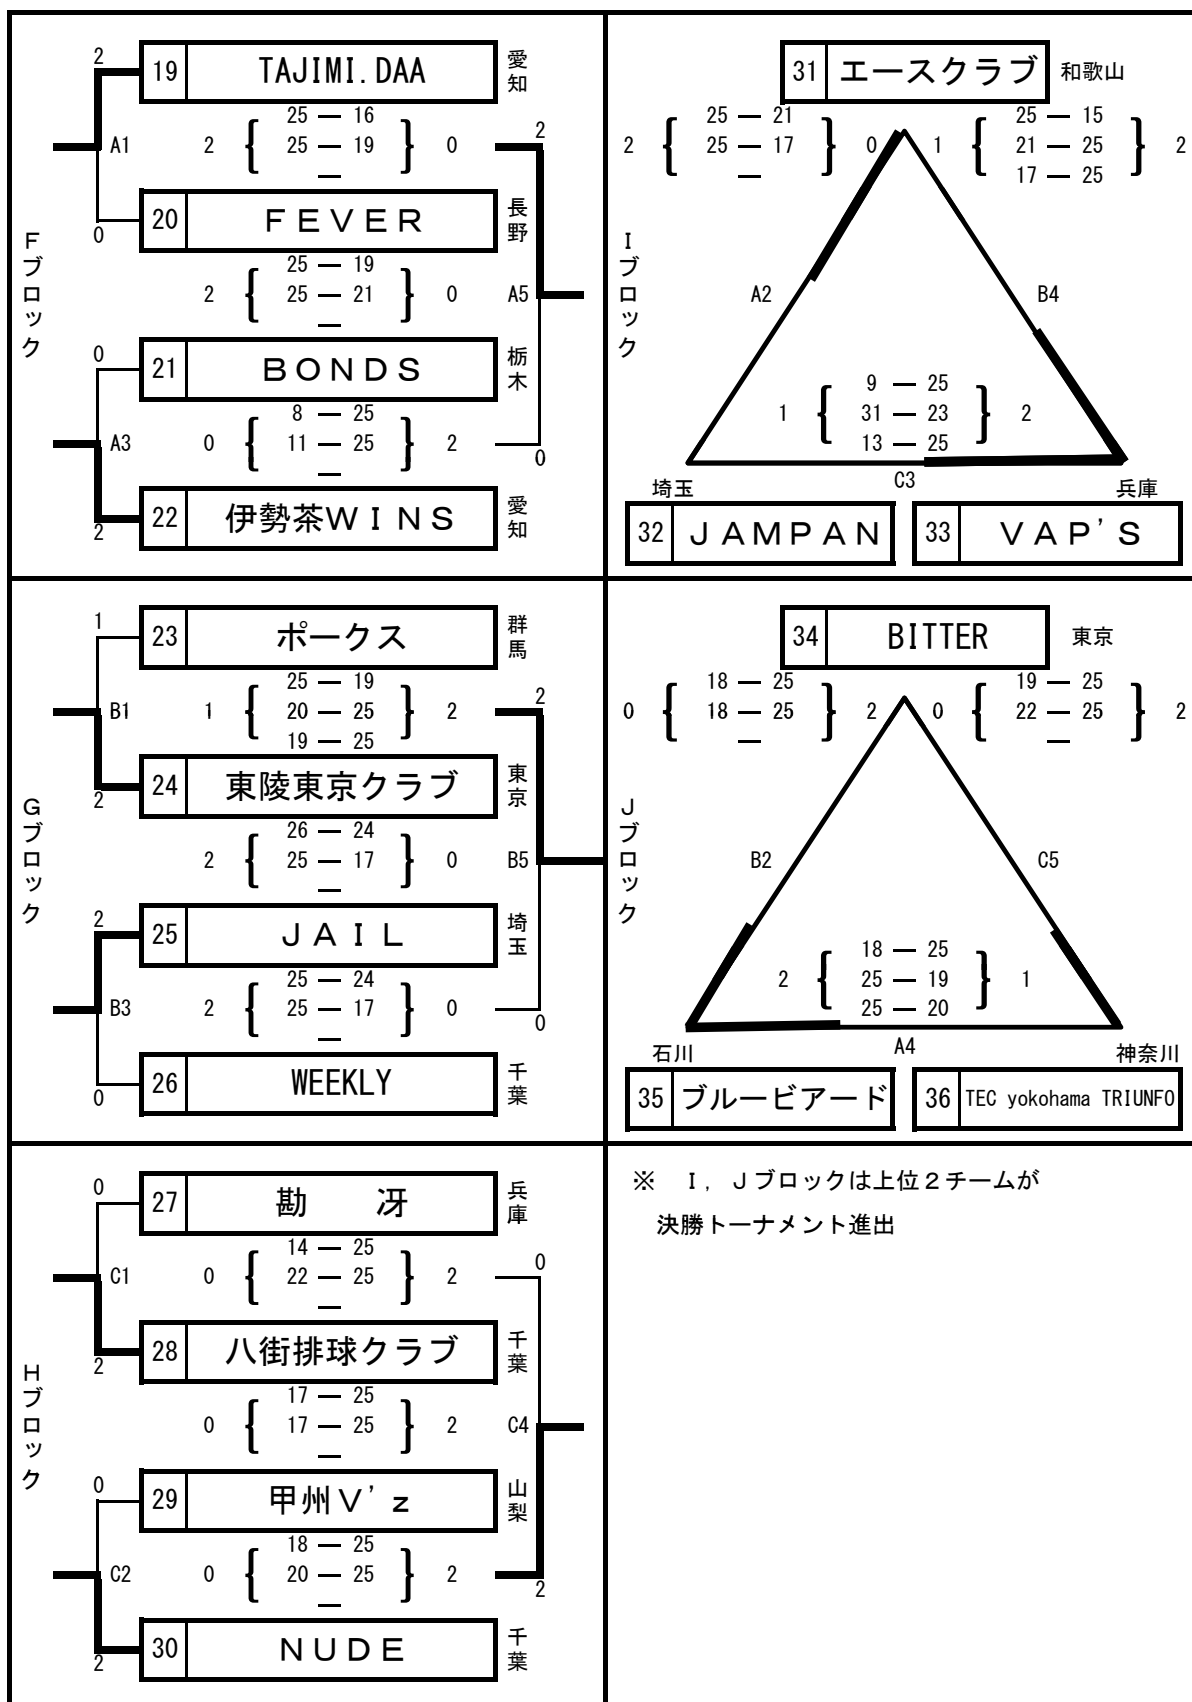 Fブロック
2
19 TAJIMI.DAA 愛知
25 — 16
A1 2 { 25 — 19 } 0 2
—
0
20 ＦＥＶＥＲ 長野
25 — 19
2 { 25 — 21 } 0 A5
—
0
21 ＢＯＮＤＳ 栃木
8 — 25
A3 0 { 11 — 25 } 2
—
0
2
22 伊勢茶ＷＩＮＳ 愛知
Iブロック
31 エースクラブ 和歌山
25 — 21
2 { 25 — 17 } 0
—
25 — 15
1 { 21 — 25 } 2
17 — 25
A2 B4
9 — 25
1 { 31 — 23 } 2
13 — 25
C3
埼玉 兵庫
32 ＪＡＭＰＡＮ 33 ＶＡＰ’Ｓ
Gブロック
1
23 ポークス 群馬
25 — 19
B1 1 { 20 — 25 } 2 2
19 — 25
2
24 東陵東京クラブ 東京
26 — 24
2 { 25 — 17 } 0 B5
—
2
25 ＪＡＩＬ 埼玉
25 — 24
B3 2 { 25 — 17 } 0
—
0
0
26 WEEKLY 千葉
Jブロック
34 BITTER 東京
18 — 25
0 { 18 — 25 } 2
—
19 — 25
0 { 22 — 25 } 2
—
B2 C5
18 — 25
2 { 25 — 19 } 1
25 — 20
A4
石川 神奈川
35 ブルービアード 36 TEC yokohama TRIUNFO
Hブロック
0
27 勘　冴 兵庫
14 — 25
C1 0 { 22 — 25 } 2 0
—
2
28 八街排球クラブ 千葉
17 — 25
0 { 17 — 25 } 2 C4
—
0
29 甲州Ｖ’ｚ 山梨
18 — 25
C2 0 { 20 — 25 } 2
—
2
2
30 ＮＵＤＥ 千葉
※　I，Jブロックは上位２チームが
決勝トーナメント進出